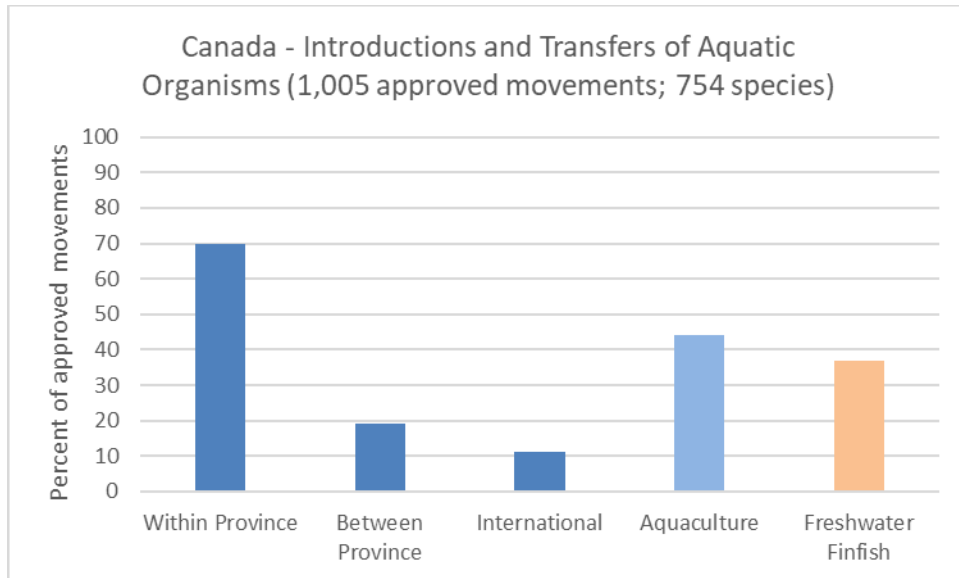 Canada - Introductions and Transfers of Aquatic
Organisms (1,005 approved movements; 754 species)
Percent of approved movements
100
90
80
70
60
50
40
30
20
10
0
Within Province
Between
Province
International
Aquaculture
Freshwater
Finfish